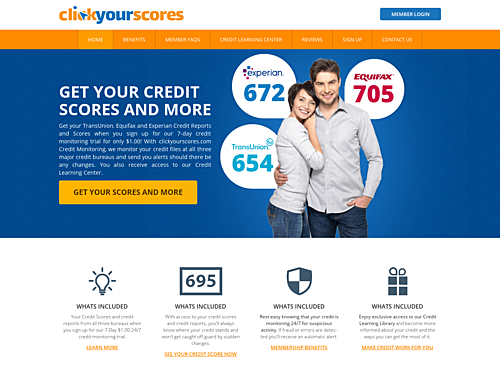 clickyourscores
MEMBER LOGIN
HOME BENEFITS MEMBER FAQS CREDIT LEARNING CENTER REVIEWS SIGN UP CONTACT US
GET YOUR CREDIT
SCORES AND MORE
Get your TransUnion, Equifax and Experian Credit Reports
and Scores when you sign up for our 7-day credit
monitoring trial for only $1.00! With clickyourscores.com
Credit Monitoring, we monitor your credit files at all three
major credit bureaus and send you alerts should there be
any changes. You also receive access to our Credit
Learning Center.
GET YOUR SCORES AND MORE
experian.
672
EQUIFAX
705
TransUnion
654
WHATS INCLUDED
Your Credit Scores and credit
reports from all three bureaus when
you sign up for our 7 Day $1.00 24/7
credit monitoring trial.
LEARN MORE
695
WHATS INCLUDED
With access to your credit scores
and credit reports, you'll always
know where your credit stands and
won't get caught off guard by sudden
changes.
SEE YOUR CREDIT SCORE NOW
WHATS INCLUDED
Rest easy knowing that your credit is
monitoring 24/7 for suspicious
activity. If fraud or errors are detec-
ted you'll receive an automatic alert.
MEMBERSHIP BENEFITS
WHATS INCLUDED
Enjoy exclusive access to our Credit
Learning Library and become more
informed about your credit and the
ways you can get the most of it.
MAKE CREDIT WORK FOR YOU